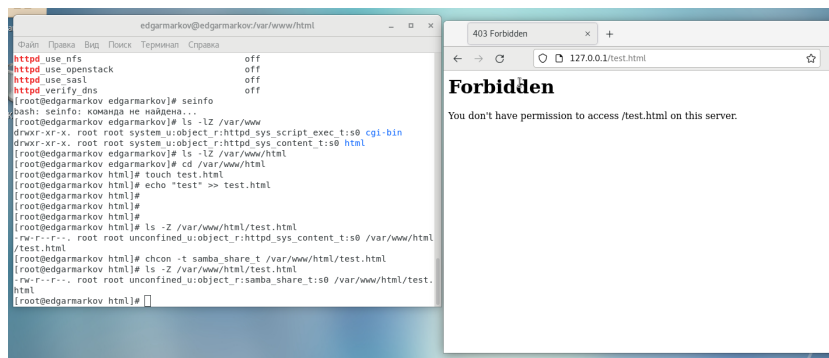 edgarmarkov@edgarmarkov:/var/www/html
Файл Правка Вид Поиск Терминал Справка
httpd_use_nfs off
httpd_use_openstack off
httpd_use_sasl off
httpd_verify_dns off
[root@edgarmarkov edgarmarkov]# seinfo
bash: seinfo: команда не найдена...
[root@edgarmarkov edgarmarkov]# ls -lZ /var/www
drwxr-xr-x. root root system_u:object_r:httpd_sys_script_exec_t:s0 cgi-bin
drwxr-xr-x. root root system_u:object_r:httpd_sys_content_t:s0 html
[root@edgarmarkov edgarmarkov]# ls -lZ /var/www/html
[root@edgarmarkov edgarmarkov]# cd /var/www/html
[root@edgarmarkov html]# touch test.html
[root@edgarmarkov html]# echo "test" >> test.html
[root@edgarmarkov html]#
[root@edgarmarkov html]#
[root@edgarmarkov html]#
[root@edgarmarkov html]# ls -Z /var/www/html/test.html
-rw-r--r--. root root unconfined_u:object_r:httpd_sys_content_t:s0 /var/www/html
/test.html
[root@edgarmarkov html]# chcon -t samba_share_t /var/www/html/test.html
[root@edgarmarkov html]# ls -Z /var/www/html/test.html
-rw-r--r--. root root unconfined_u:object_r:samba_share_t:s0 /var/www/html/test.
html
[root@edgarmarkov html]#
403 Forbidden
127.0.0.1/test.html
Forbidden
You don't have permission to access /test.html on this server.